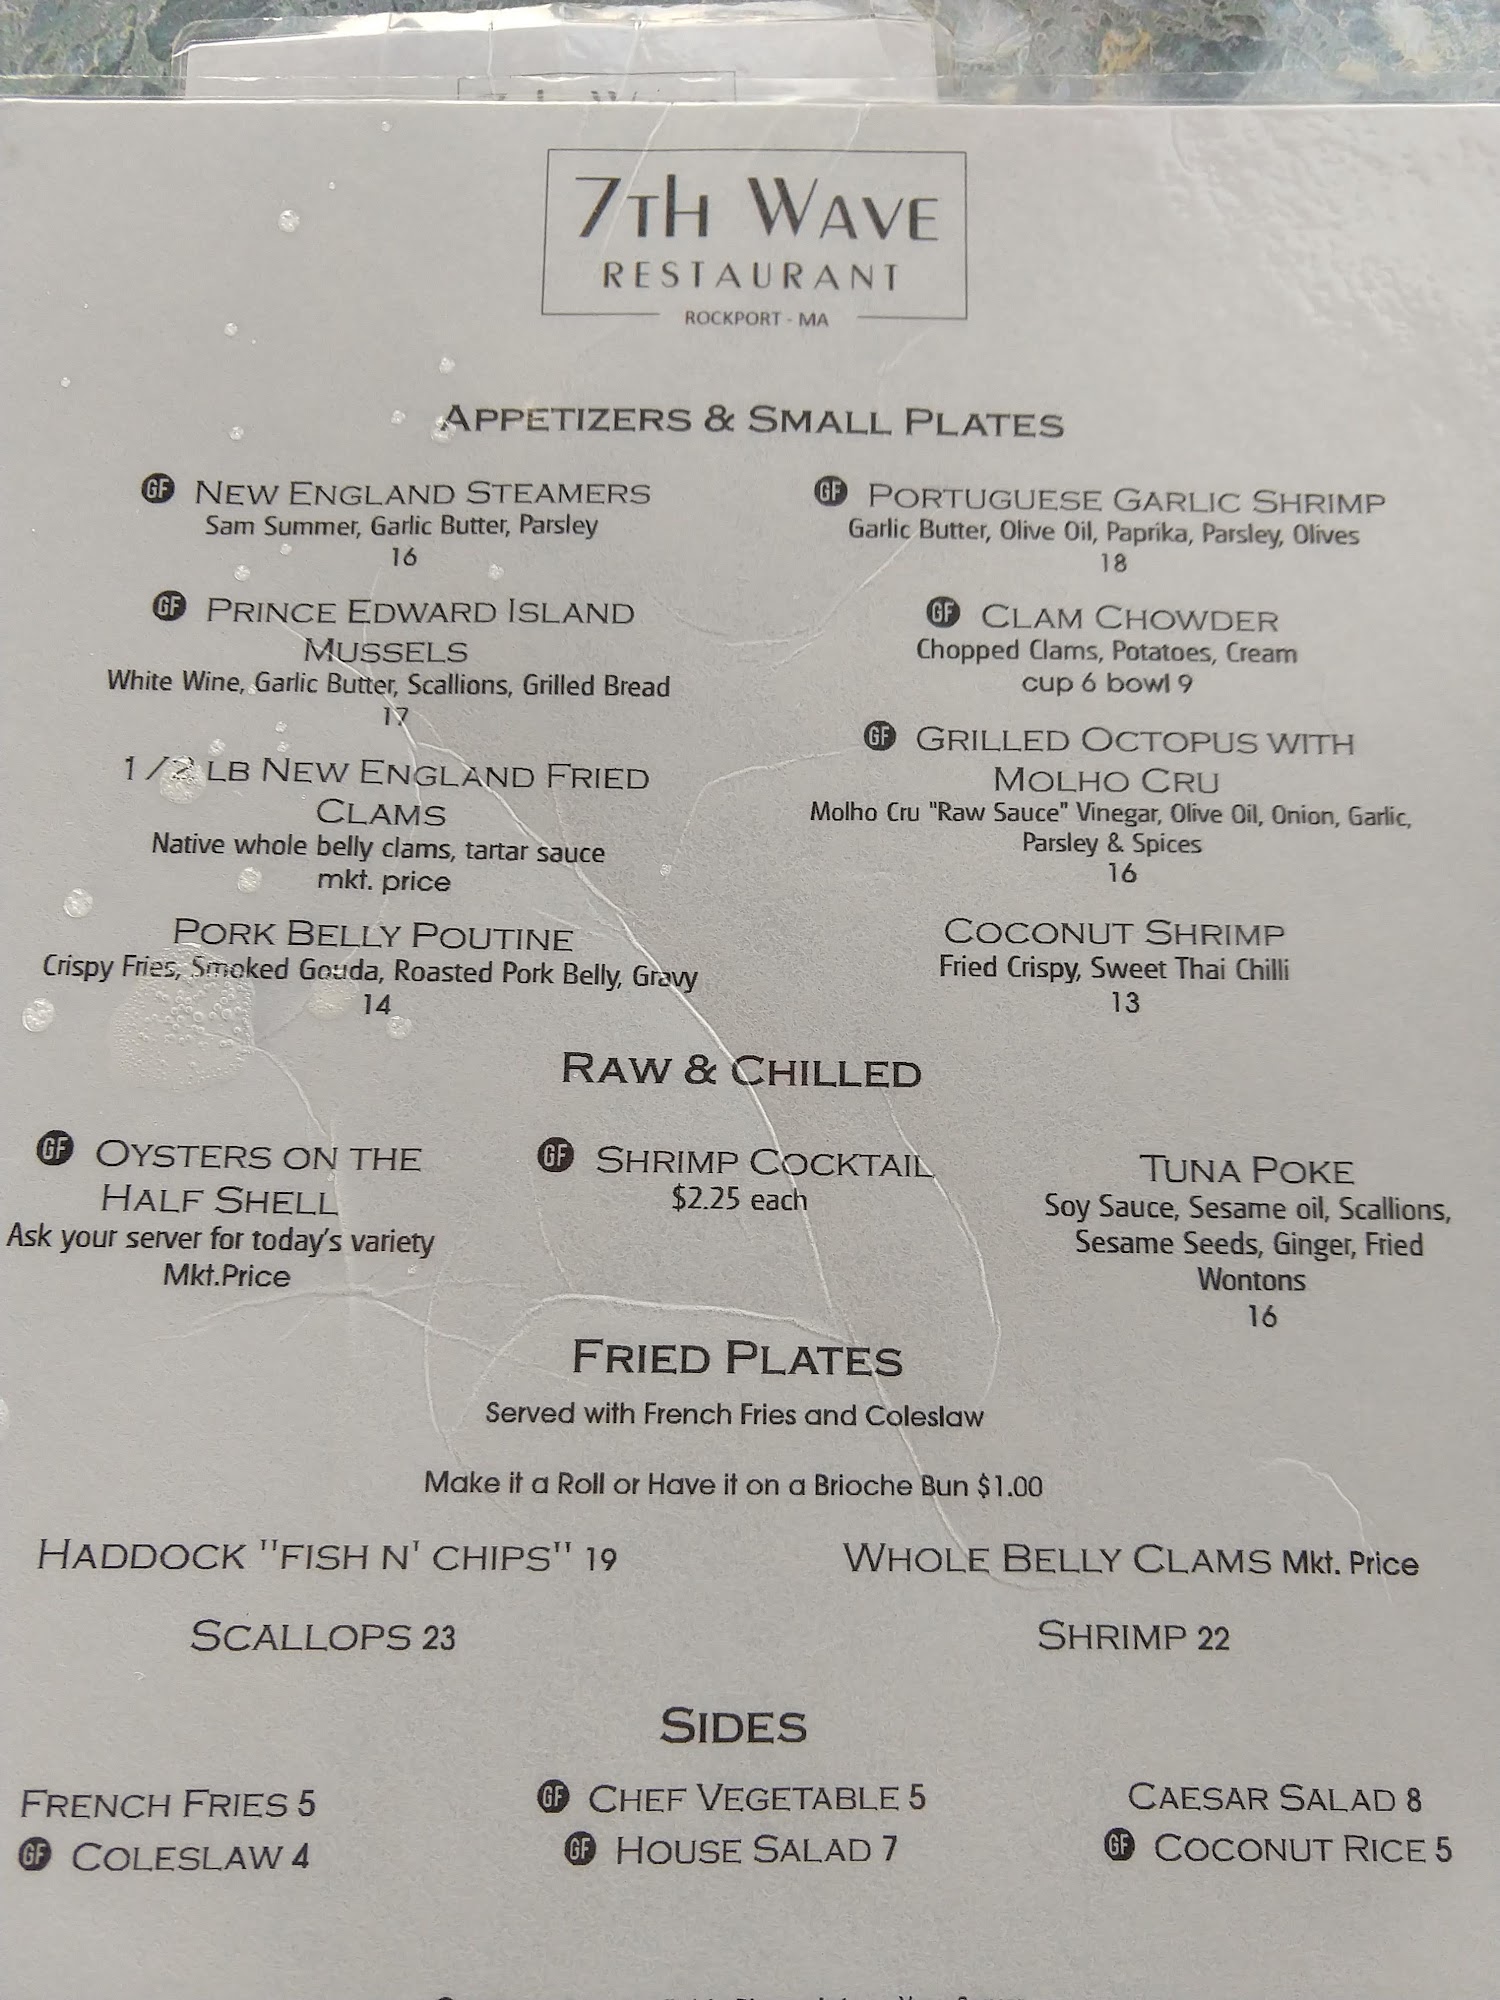 7TH WAVE
RESTAURANT
ROCKPORT - MA
APPETIZERS & SMALL PLATES
GF NEW ENGLAND STEAMERS
Sam Summer, Garlic Butter, Parsley
16
GF PRINCE EDWARD ISLAND
MUSSELS
White Wine, Garlic Butter, Scallions, Grilled Bread
17
1/2 LB NEW ENGLAND FRIED
CLAMS
Native whole belly clams, tartar sauce
mkt. price
PORK BELLY POUTINE
Crispy Fries, Smoked Gouda, Roasted Pork Belly, Gravy
14
GF PORTUGUESE GARLIC SHRIMP
Garlic Butter, Olive Oil, Paprika, Parsley, Olives
18
GF CLAM CHOWDER
Chopped Clams, Potatoes, Cream
cup 6 bowl 9
GF GRILLED OCTOPUS WITH
MOLHO CRU
Molho Cru "Raw Sauce" Vinegar, Olive Oil, Onion, Garlic,
Parsley & Spices
16
COCONUT SHRIMP
Fried Crispy, Sweet Thai Chilli
13
RAW & CHILLED
GF OYSTERS ON THE
HALF SHELL
Ask your server for today's variety
Mkt.Price
GF SHRIMP COCKTAIL
$2.25 each
TUNA POKE
Soy Sauce, Sesame oil, Scallions,
Sesame Seeds, Ginger, Fried
Wontons
16
FRIED PLATES
Served with French Fries and Coleslaw
Make it a Roll or Have it on a Brioche Bun $1.00
HADDOCK "FISH N' CHIPS" 19
WHOLE BELLY CLAMS Mkt. Price
SCALLOPS 23
SHRIMP 22
SIDES
FRENCH FRIES 5
GF CHEF VEGETABLE 5
CAESAR SALAD 8
GF COLESLAW 4
GF HOUSE SALAD 7
GF COCONUT RICE 5